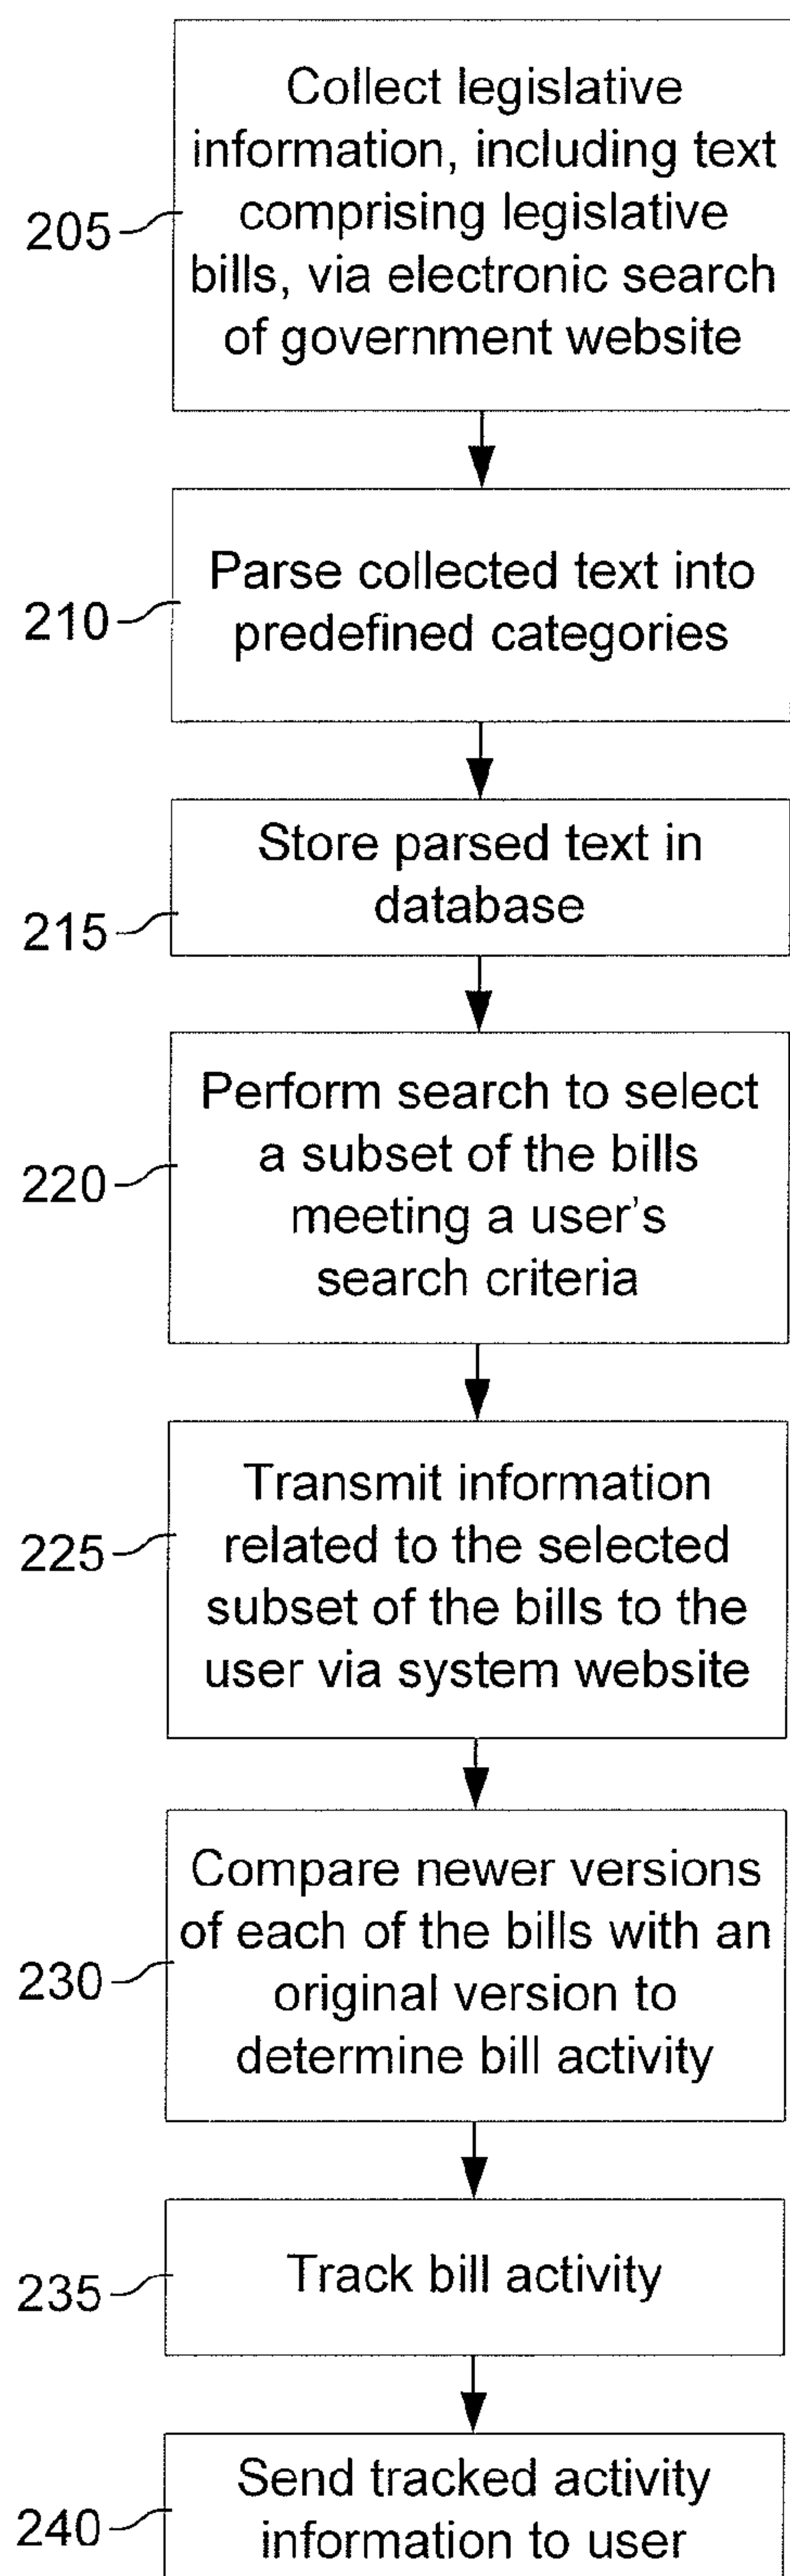 Collect legislative
information, including text
comprising legislative
bills, via electronic search
of government website
205
Parse collected text into
predefined categories
210
Store parsed text in
database
215
Perform search to select
a subset of the bills
meeting a user's
search criteria
220
Transmit information
related to the selected
subset of the bills to the
user via system website
225
Compare newer versions
of each of the bills with an
original version to
determine bill activity
230
Track bill activity
235
Send tracked activity
information to user
240